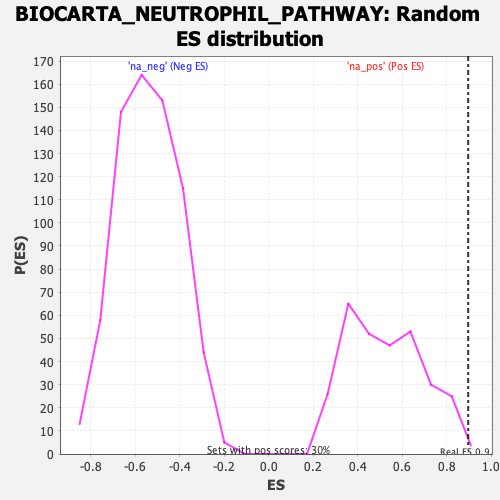 BIOCARTA_NEUTROPHIL_PATHWAY: Random
ES distribution
'na_neg' (Neg ES)
'na_pos' (Pos ES)
170
160
150
140
130
120
110
100
90
80
70
60
50
40
30
20
10
0
P(ES)
Sets with pos scores: 30%
Real ES 0.9
-0.8 -0.6 -0.4 -0.2 0.0 0.2 0.4 0.6 0.8 1.0
ES